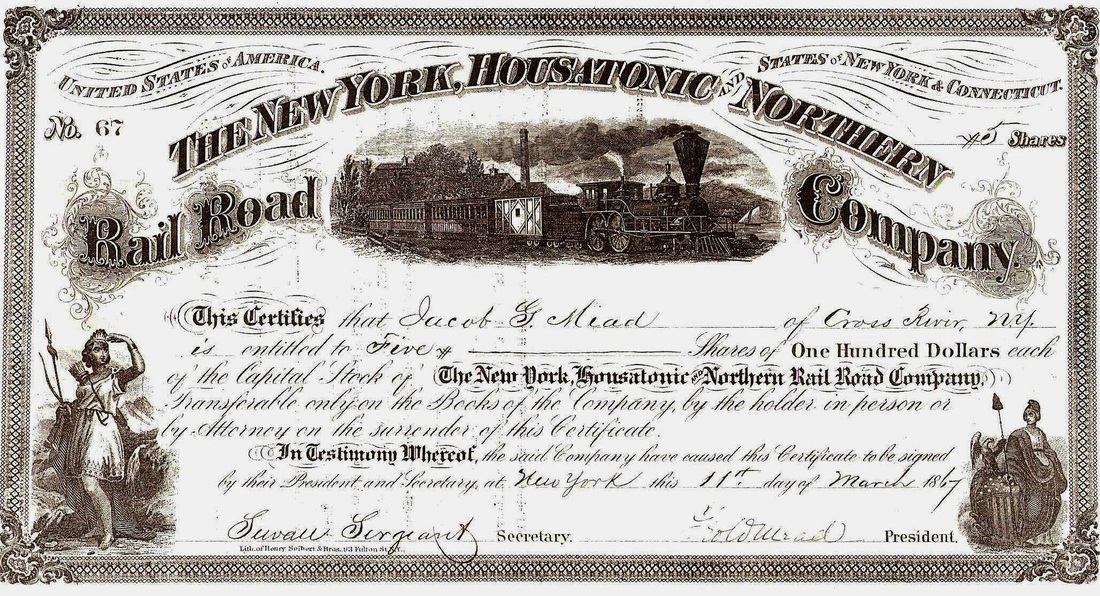 UNITED STATES OF AMERICA.
STATES OF NEW YORK & CONNECTICUT.
THE NEW YORK, HOUSATONIC AND NORTHERN
No. 67
5 Shares
Rail Road Company
This Certifies that Jacob G. Mead of Cross River, N.Y.
is entitled to Five Shares of One Hundred Dollars each
of the Capital Stock of The New York, Housatonic and Northern Rail Road Company,
Transferable only on the Books of the Company, by the holder in person or
by Attorney on the surrender of this Certificate.
In Testimony Whereof, the said Company have caused this Certificate to be signed
by their President and Secretary, at New York this 11st day of March 1867
Sergeant Secretary. Mead President.
Lith. of Henry Seibert & Bros. 93 Fulton St.